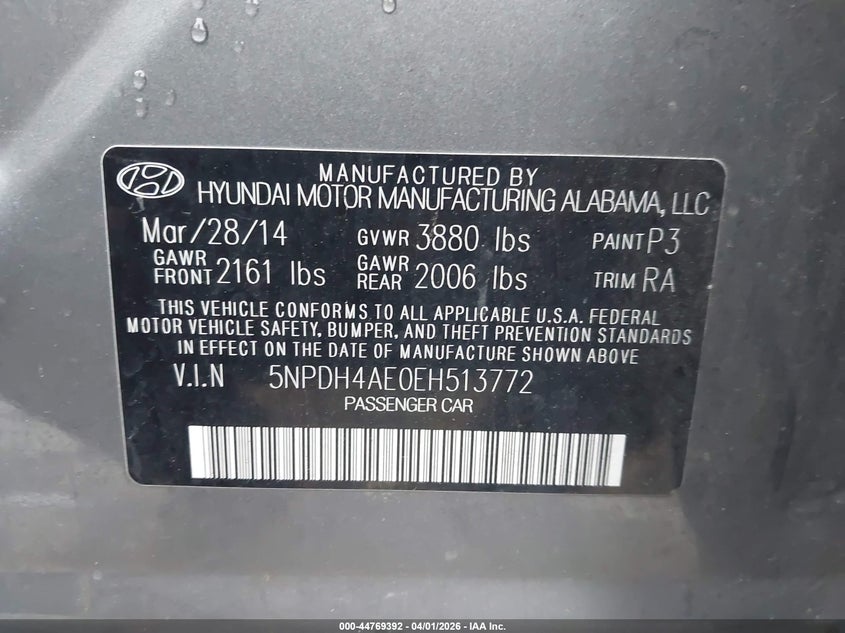 MANUFACTURED BY
HYUNDAI MOTOR MANUFACTURING ALABAMA, LLC
Mar/28/14 GVWR 3880 lbs PAINT P3
GAWR FRONT 2161 lbs GAWR REAR 2006 lbs TRIM RA
THIS VEHICLE CONFORMS TO ALL APPLICABLE U.S.A. FEDERAL
MOTOR VEHICLE SAFETY, BUMPER, AND THEFT PREVENTION STANDARDS
IN EFFECT ON THE DATE OF MANUFACTURE SHOWN ABOVE
V.I.N 5NPDH4AE0EH513772
PASSENGER CAR
000-44769392 - 04/01/2026 - IAA Inc.